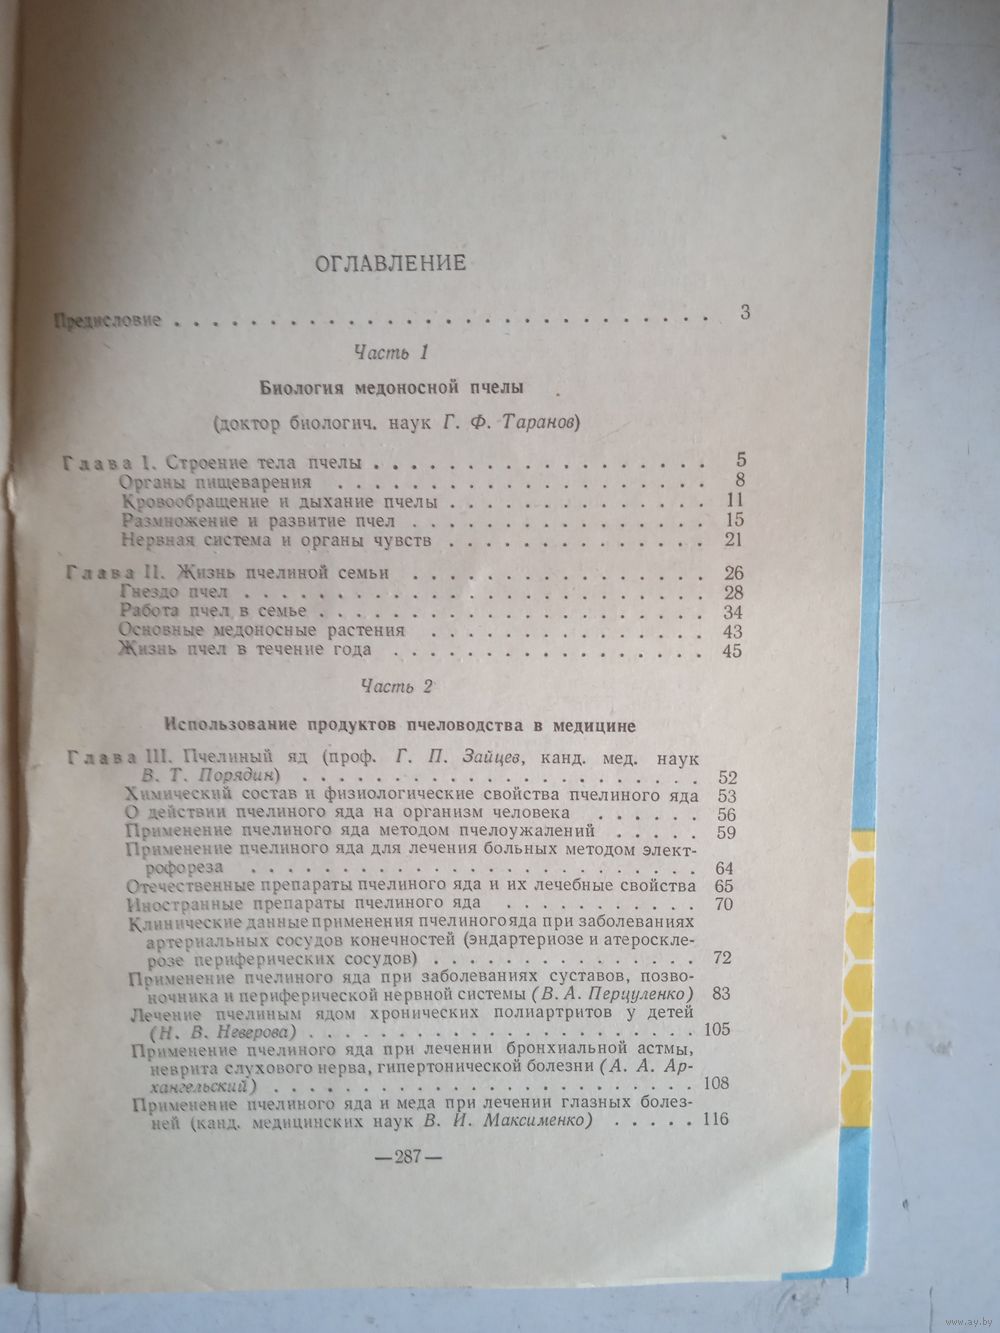 ОГЛАВЛЕНИЕ
Предисловие . . . . . . . . . . . . . . . . . . . . . . . . . . . . . 3
Часть 1
Биология медоносной пчелы
(доктор биологич. наук Г. Ф. Таранов)
Глава I. Строение тела пчелы . . . . . . . . . . . . . . . . . . 5
Органы пищеварения . . . . . . . . . . . . . . . . . . . . 8
Кровообращение и дыхание пчелы . . . . . . . . . . . . . . 11
Размножение и развитие пчел . . . . . . . . . . . . . . . . 15
Нервная система и органы чувств . . . . . . . . . . . . . . 21
Глава II. Жизнь пчелиной семьи . . . . . . . . . . . . . . . . 26
Гнездо пчел . . . . . . . . . . . . . . . . . . . . . . . . . 28
Работа пчел в семье . . . . . . . . . . . . . . . . . . . . . 34
Основные медоносные растения . . . . . . . . . . . . . . . 43
Жизнь пчел в течение года . . . . . . . . . . . . . . . . . 45
Часть 2
Использование продуктов пчеловодства в медицине
Глава III. Пчелиный яд (проф. Г. П. Зайцев, канд. мед. наук
В. Т. Порядин) . . . . . . . . . . . . . . . . . . . 52
Химический состав и физиологические свойства пчелиного яда 53
О действии пчелиного яда на организм человека . . . . . . 56
Применение пчелиного яда методом пчелоужалений . . . . . 59
Применение пчелиного яда для лечения больных методом элект-
рофореза . . . . . . . . . . . . . . . . . . . . 64
Отечественные препараты пчелиного яда и их лечебные свойства 65
Иностранные препараты пчелиного яда . . . . . . . . . . . 70
Клинические данные применения пчелиного яда при заболеваниях
артериальных сосудов конечностей (эндартериозе и атероскле-
розе периферических сосудов) . . . . . . . . . . . . . . 72
Применение пчелиного яда при заболеваниях суставов, позво-
ночника и периферической нервной системы (В. А. Перцуленко) 83
Лечение пчелиным ядом хронических полиартритов у детей
(Н. В. Неверова) . . . . . . . . . . . . . . . . . . . 105
Применение пчелиного яда при лечении бронхиальной астмы,
неврита слухового нерва, гипертонической болезни (А. А. Ар-
хангельский) . . . . . . . . . . . . . . . . . . . . . 108
Применение пчелиного яда и меда при лечении глазных болез-
ней (канд. медицинских наук В. И. Максименко) . . . . . 116
—287—
www.ay.by